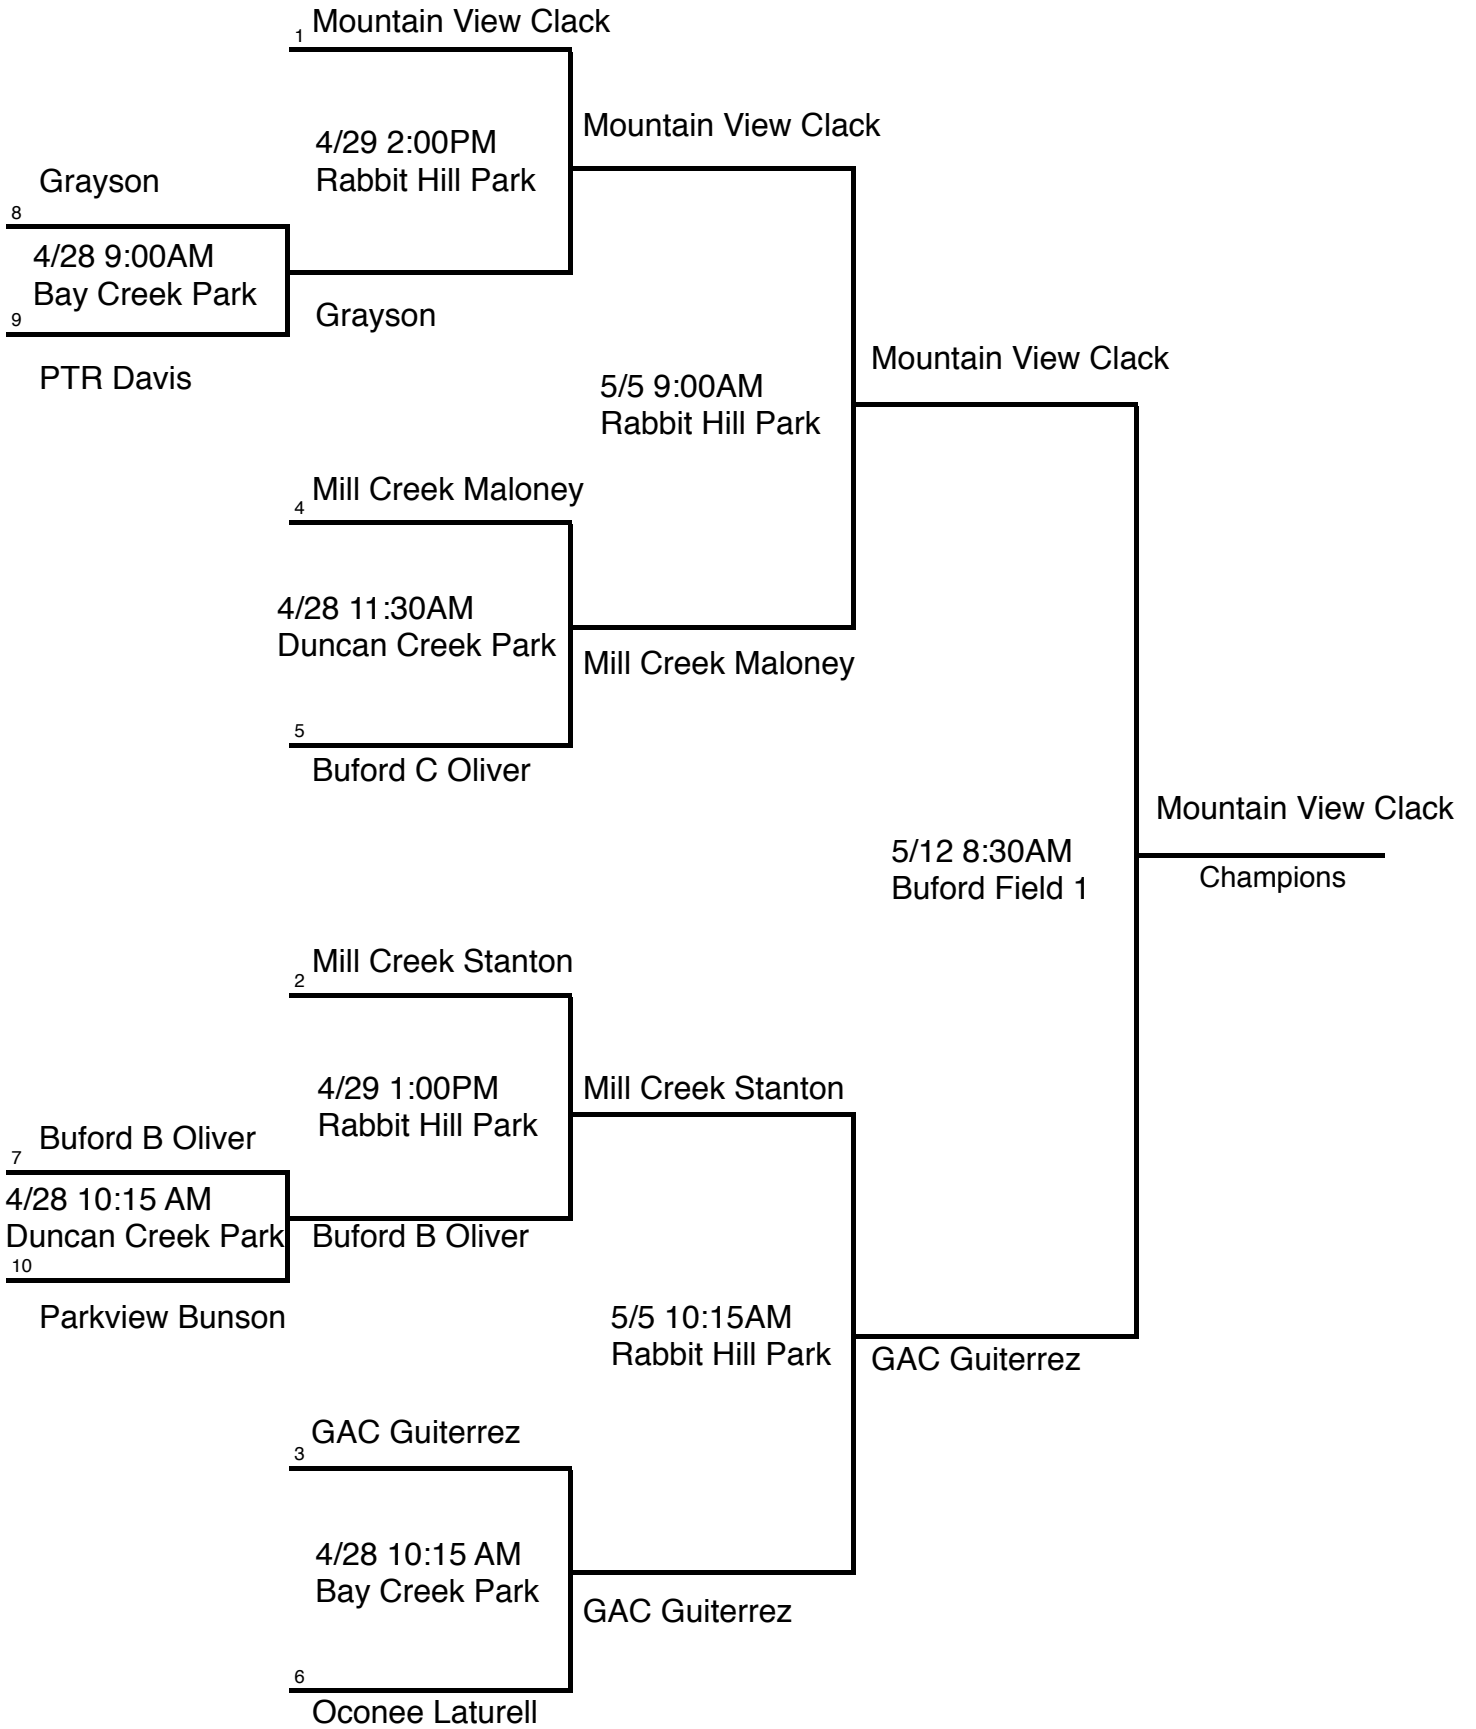 1 Mountain View Clack
4/29 2:00PM
Rabbit Hill Park
Mountain View Clack
Grayson
8
4/28 9:00AM
Bay Creek Park
9
PTR Davis
Grayson
5/5 9:00AM
Rabbit Hill Park
Mountain View Clack
4 Mill Creek Maloney
4/28 11:30AM
Duncan Creek Park
Mill Creek Maloney
5
Buford C Oliver
5/12 8:30AM
Buford Field 1
Mountain View Clack
Champions
2 Mill Creek Stanton
4/29 1:00PM
Rabbit Hill Park
Mill Creek Stanton
7 Buford B Oliver
4/28 10:15 AM
Duncan Creek Park
10
Parkview Bunson
Buford B Oliver
5/5 10:15AM
Rabbit Hill Park
GAC Guiterrez
3 GAC Guiterrez
4/28 10:15 AM
Bay Creek Park
GAC Guiterrez
6
Oconee Laturell